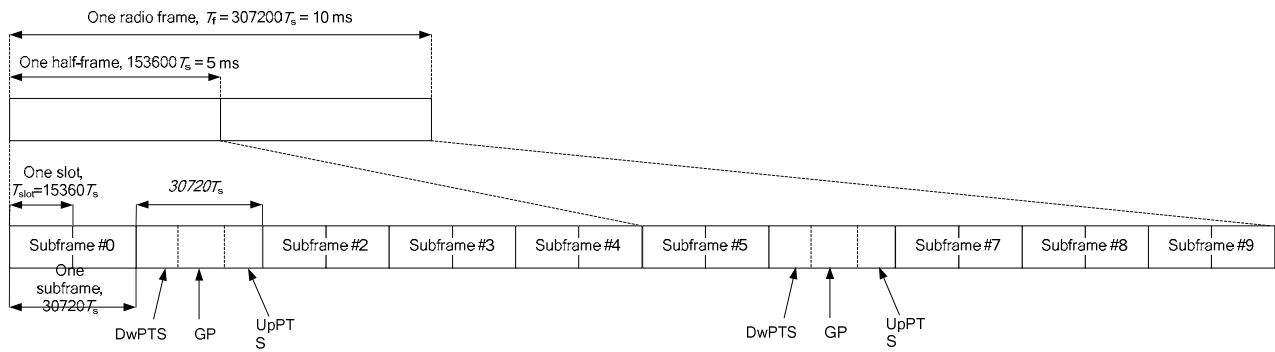 One radio frame, Tf = 307200Ts = 10 ms
One half-frame, 153600Ts = 5 ms
One slot,
Tslot=15360Ts
30720Ts
Subframe #0
Subframe #2
Subframe #3
Subframe #4
Subframe #5
Subframe #7
Subframe #8
Subframe #9
One
subframe,
30720Ts
DwPTS
GP
UpPT
S
DwPTS
GP
UpPT
S